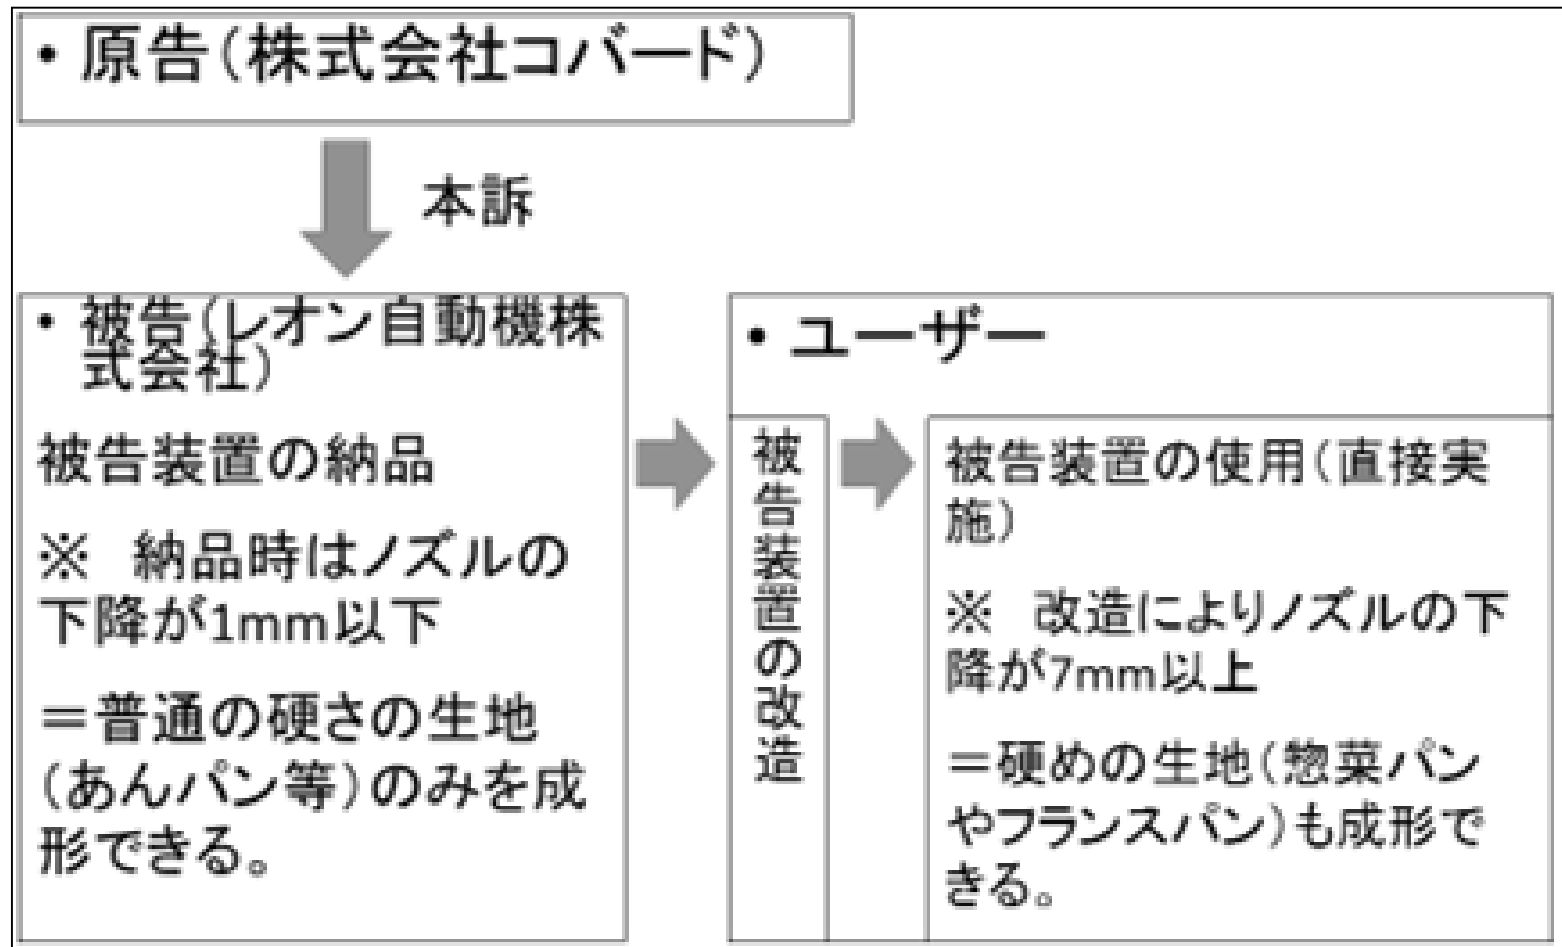 ・原告(株式会社コバード)
本訴
・被告(レオン自動機株
式会社)
被告装置の納品
※ 納品時はノズルの
下降が1mm以下
＝普通の硬さの生地
(あんパン等)のみを成
形できる。
・ユーザー
被告装置の改造
被告装置の使用(直接実
施)
※ 改造によりノズルの下
降が7mm以上
＝硬めの生地(惣菜パン
やフランスパン)も成形で
きる。